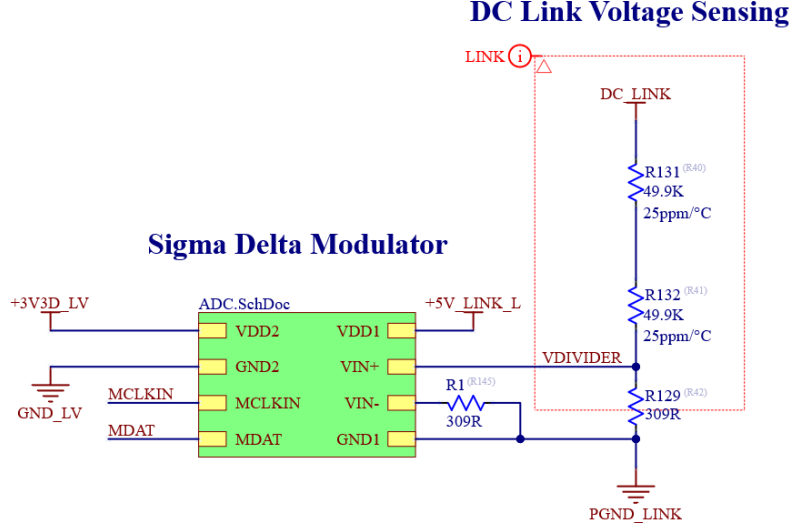 DC Link Voltage Sensing
LINK i
DC_LINK
R131 (R40)
49.9K
25ppm/°C
Sigma Delta Modulator
R132 (R41)
49.9K
25ppm/°C
+3V3D_LV
ADC.SchDoc
+5V_LINK_L
VDD2 VDD1
GND2 VIN+ VDIVIDER
GND_LV
MCLKIN MCLKIN VIN- R1 (R145)
309R
R129 (R42)
309R
MDAT MDAT GND1
PGND_LINK